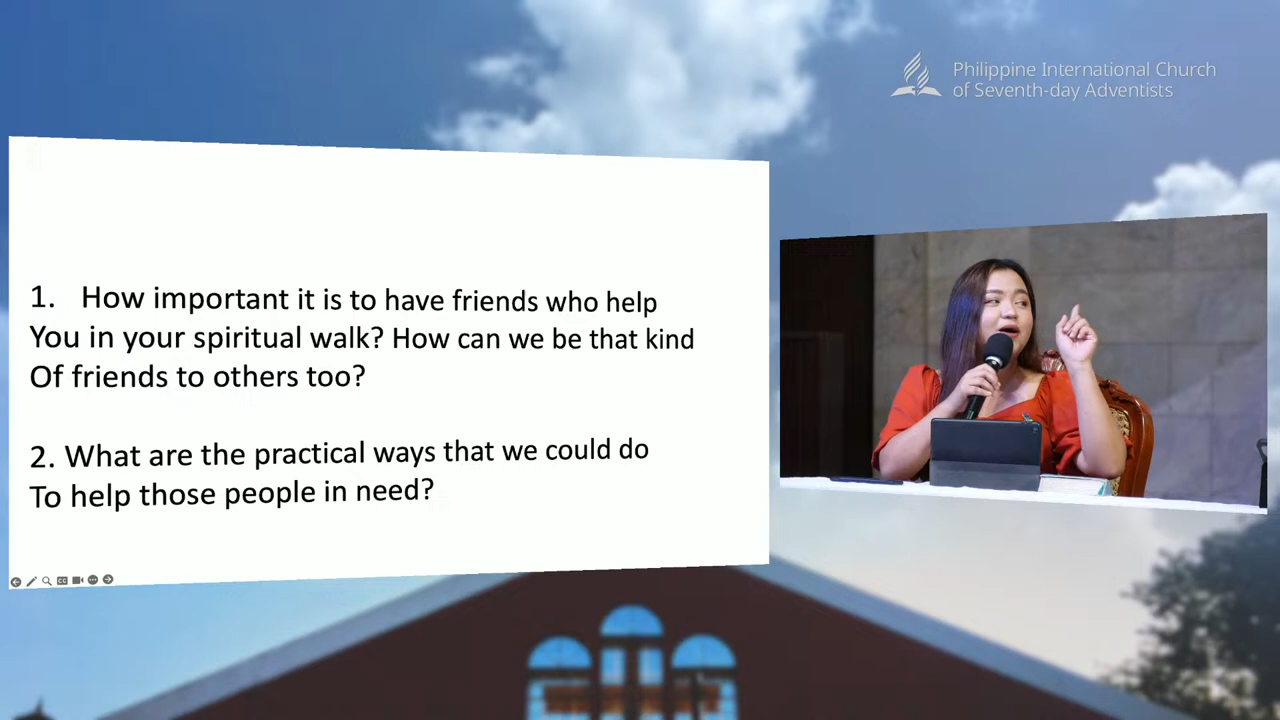 Philippine International Church
of Seventh-day Adventists
1. How important it is to have friends who help
You in your spiritual walk? How can we be that kind
Of friends to others too?
2. What are the practical ways that we could do
To help those people in need?